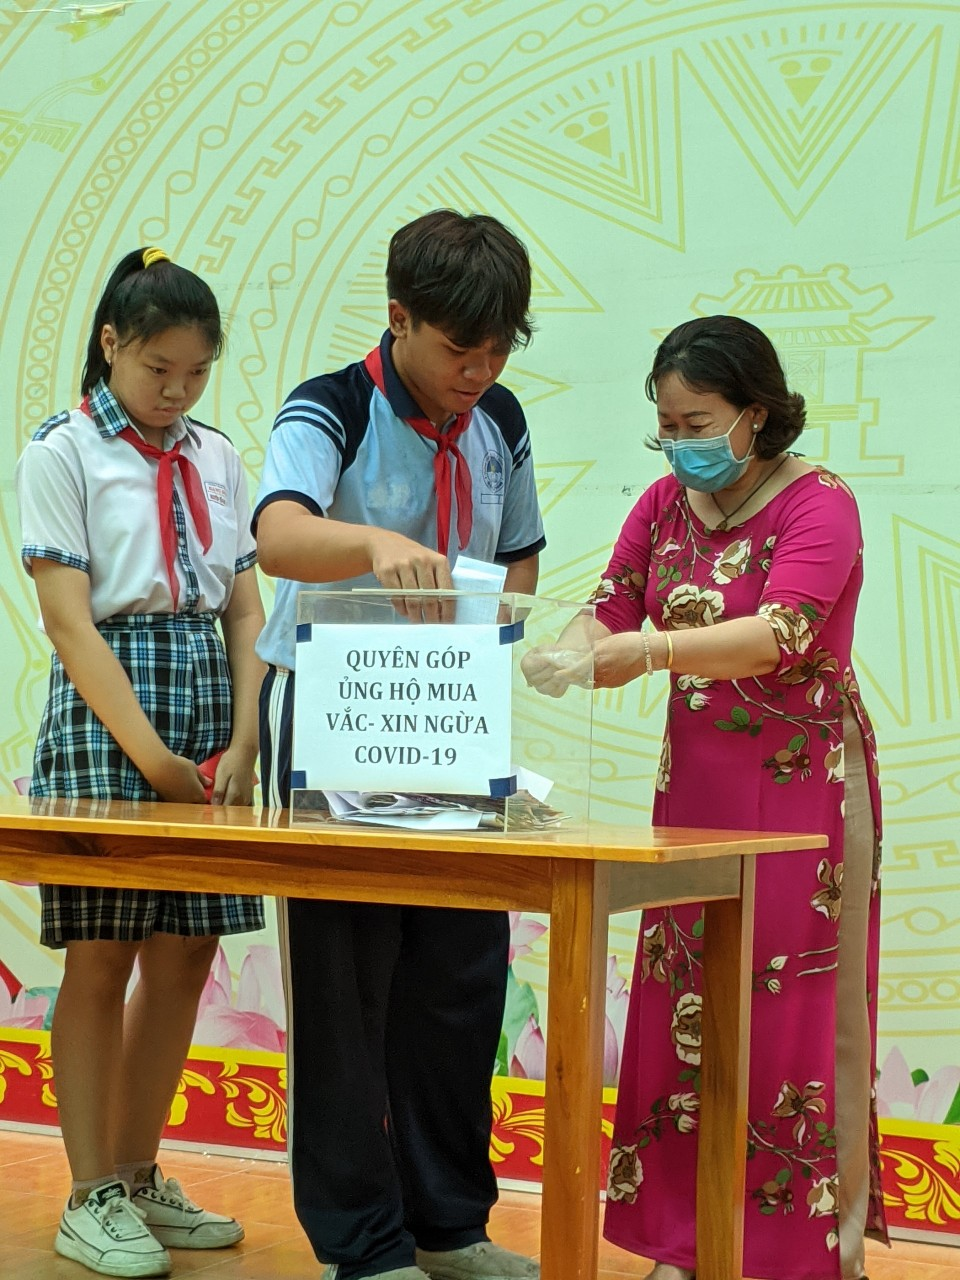 QUYÊN GÓP
ỦNG HỘ MUA
VẮC- XIN NGỪA
COVID-19